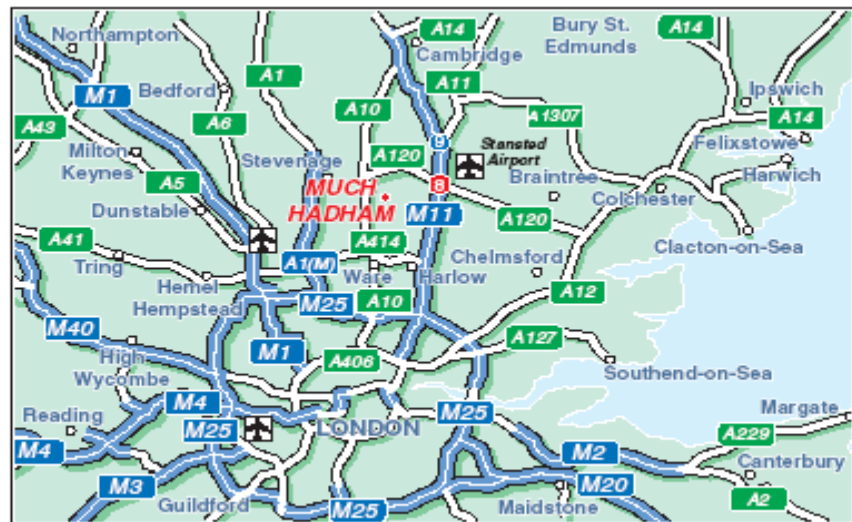 Northampton
A14
Cambridge
Bury St.
Edmunds
A14
M1
Bedford
A1
A10
A11
A1307
Ipswich
A14
A43
A6
Milton
Keynes
Stevenage
A120
9
Stansted
Airport
Felixstowe
A5
MUCH
HADHAM
8
Braintree
Harwich
Dunstable
M11
A120
Colchester
A41
A414
Clacton-on-Sea
Tring
A1(M)
Ware
Harlow
Chelmsford
Hemel
Hempstead
M25
A10
A12
M40
M1
A406
A127
High
Wycombe
Southend-on-Sea
M4
Reading
M25
LONDON
M25
Margate
M4
A229
M2
Canterbury
M3
Guildford
M25
Maidstone
M20
A2